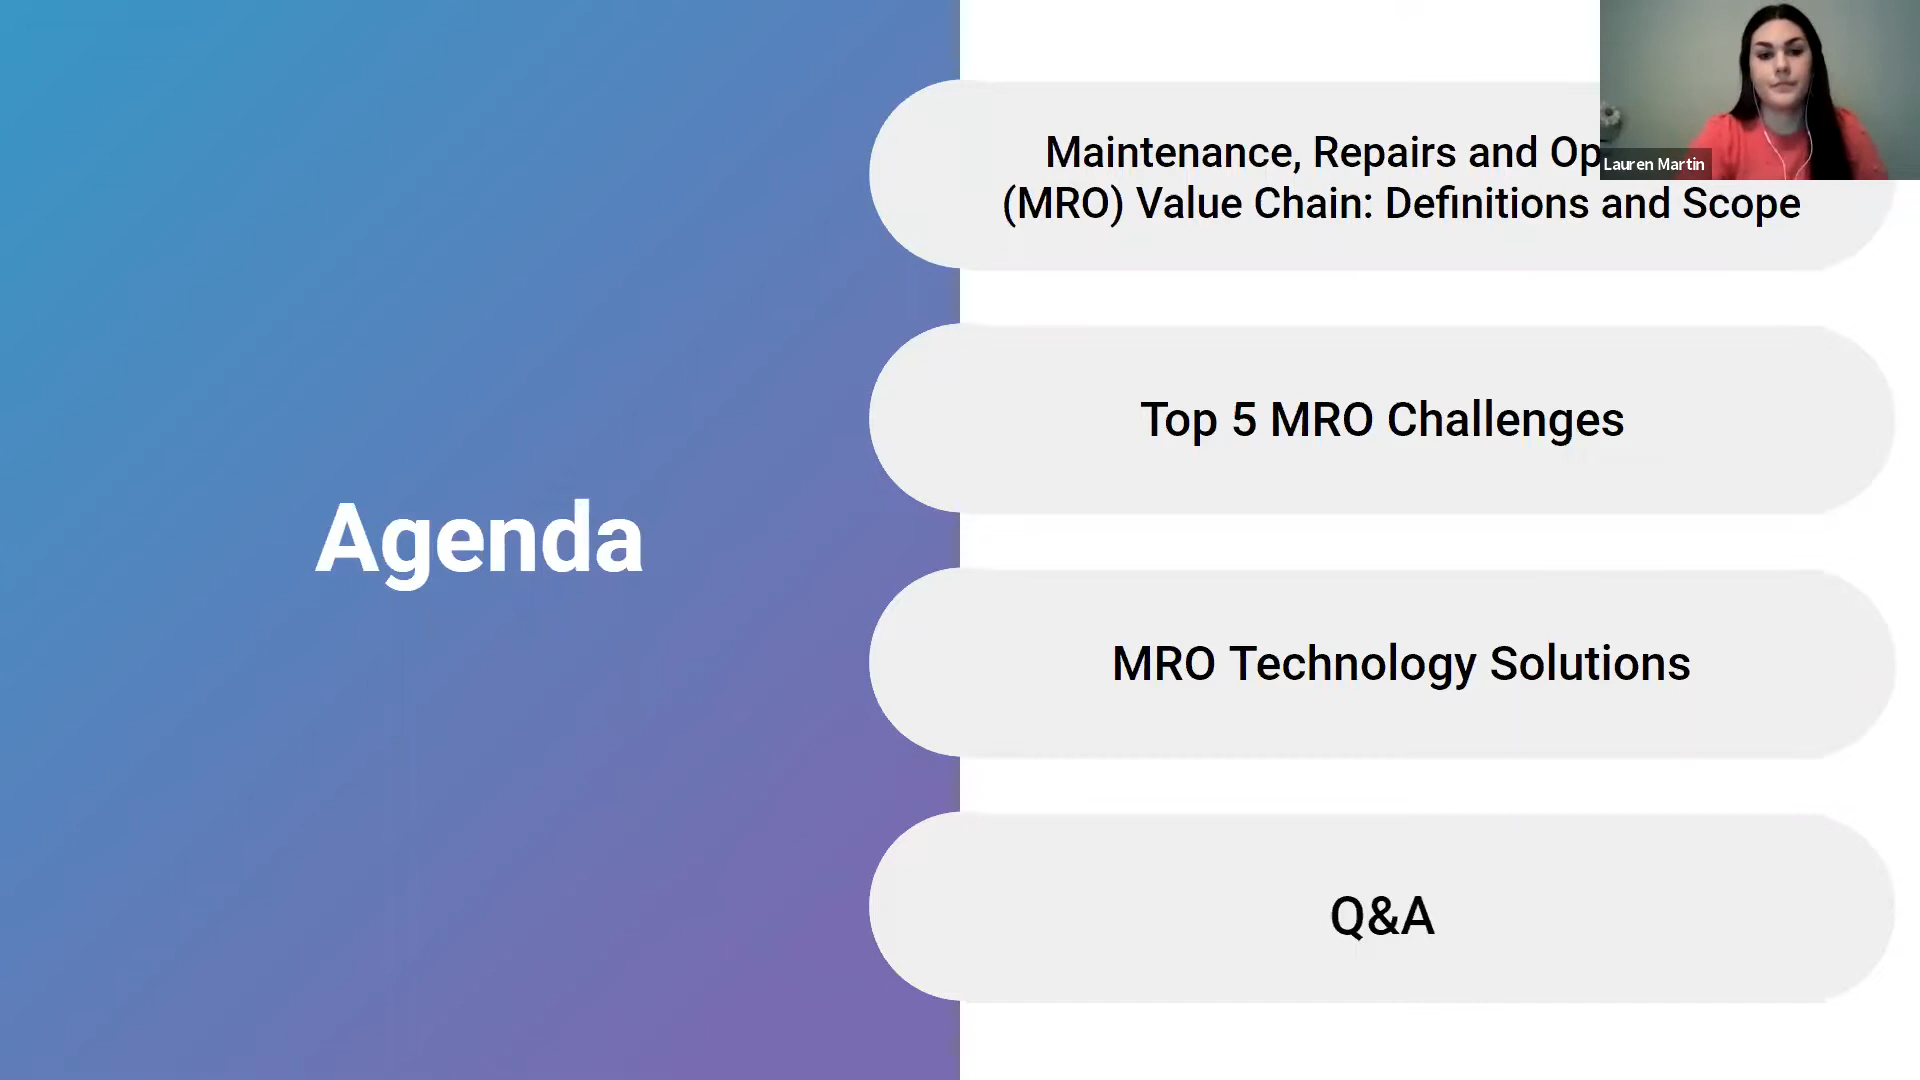 Agenda
Maintenance, Repairs and Op
(MRO) Value Chain: Definitions and Scope
Lauren Martin
Top 5 MRO Challenges
MRO Technology Solutions
Q&A